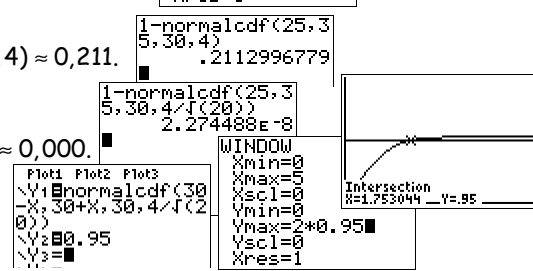 1-normalcdf(25,3
5,30,4)
.2112996779
4) ≈ 0,211.
1-normalcdf(25,3
5,30,4/√(20))
2.274488E-8
≈ 0,000.
Plot1 Plot2 Plot3
\Y1=normalcdf(30
-X,30+X,30,4/√(2
0))
\Y2=0.95
\Y3=
WINDOW
Xmin=0
Xmax=5
Xscl=0
Ymin=0
Ymax=2*0.95
Yscl=0
Xres=1
Intersection
X=1.753044 Y=.95